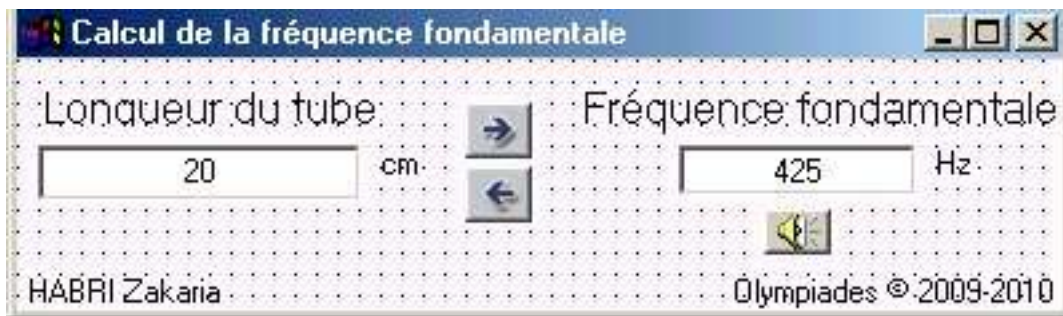 Calcul de la fréquence fondamentale
Longueur du tube
Fréquence fondamentale
20 cm
425 Hz
HABRI Zakaria
Olympiades © 2009-2010